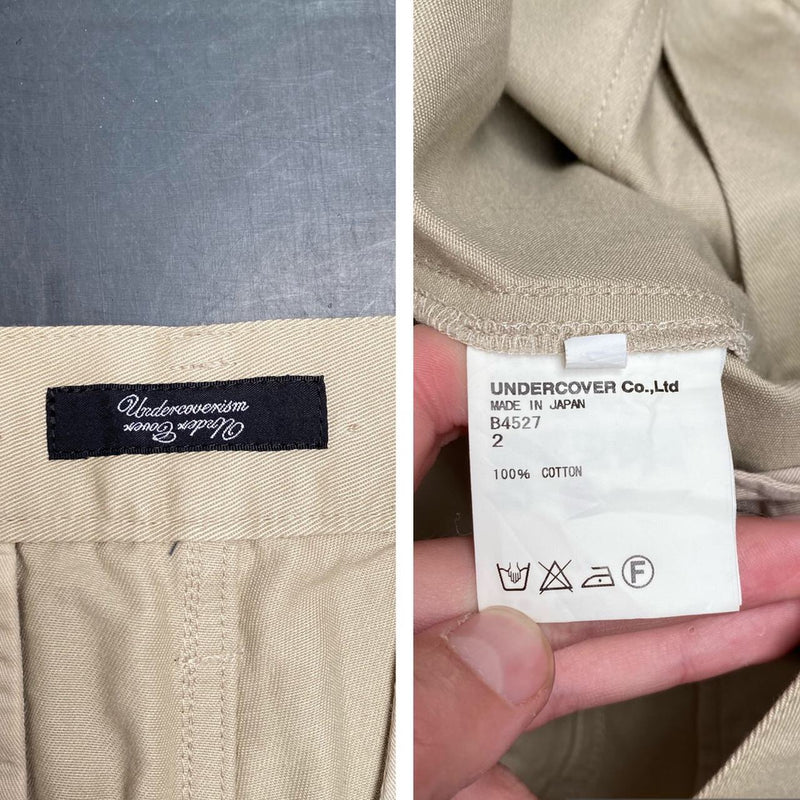 Undercoverism
Under Cover
UNDERCOVER Co.,Ltd
MADE IN JAPAN
B4527
2
100% COTTON
F